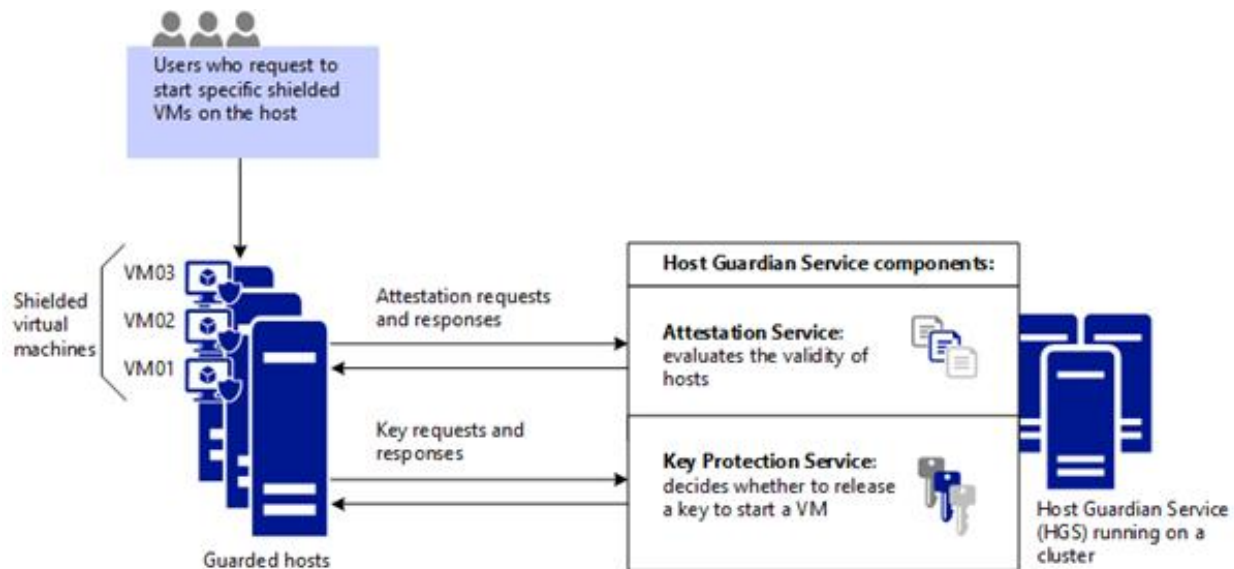 Users who request to
start specific shielded
VMs on the host
VM03
VM02
VM01
Shielded
virtual
machines
Attestation requests
and responses
Key requests and
responses
Guarded hosts
Host Guardian Service components:
Attestation Service:
evaluates the validity of
hosts
Key Protection Service:
decides whether to release
a key to start a VM
Host Guardian Service
(HGS) running on a
cluster